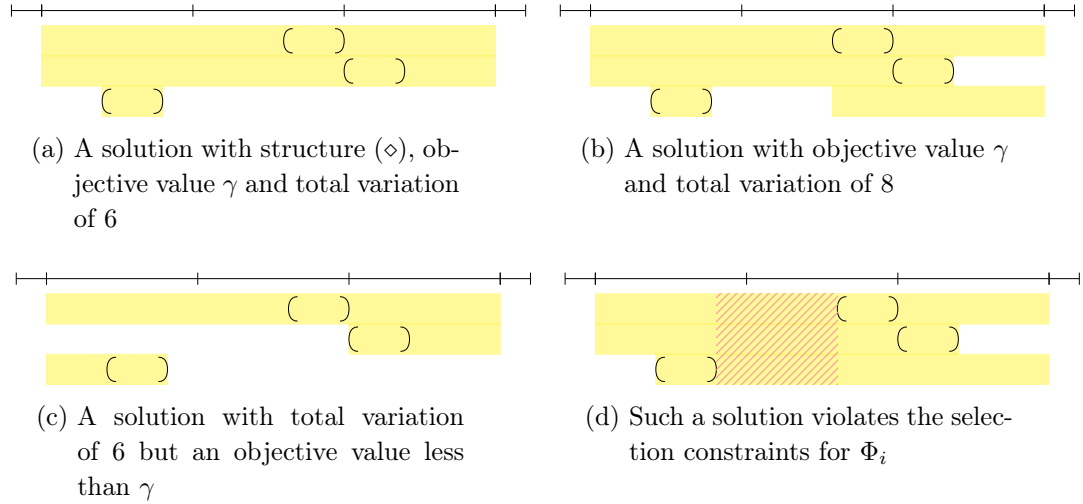 (a) A solution with structure (⋄), ob-
jective value γ and total variation
of 6
(b) A solution with objective value γ
and total variation of 8
(c) A solution with total variation
of 6 but an objective value less
than γ
(d) Such a solution violates the selec-
tion constraints for Φᵢ